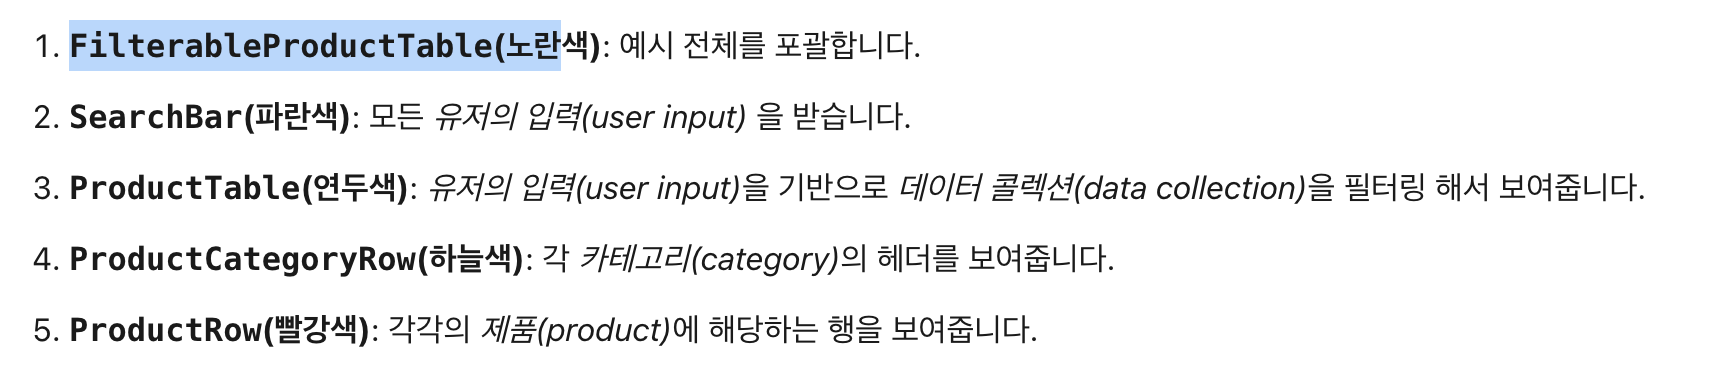 1. FilterableProductTable(노란색): 예시 전체를 포괄합니다.
2. SearchBar(파란색): 모든 유저의 입력(user input) 을 받습니다.
3. ProductTable(연두색): 유저의 입력(user input)을 기반으로 데이터 콜렉션(data collection)을 필터링 해서 보여줍니다.
4. ProductCategoryRow(하늘색): 각 카테고리(category)의 헤더를 보여줍니다.
5. ProductRow(빨강색): 각각의 제품(product)에 해당하는 행을 보여줍니다.